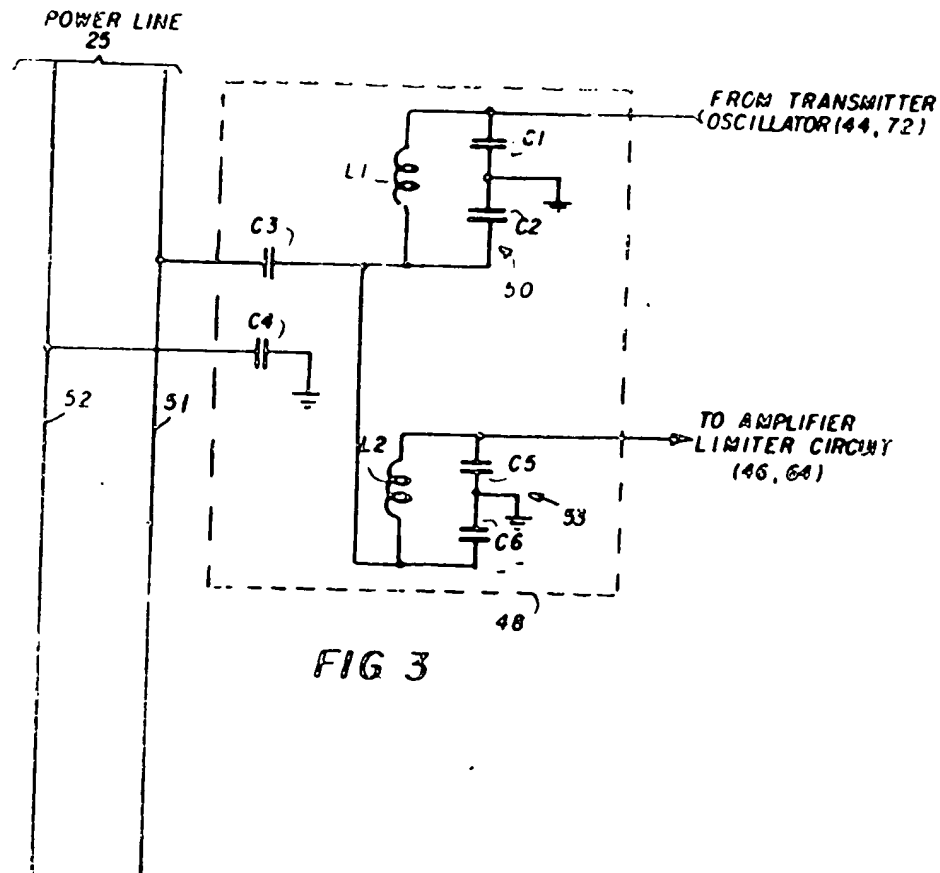 POWER LINE
25
FROM TRANSMITTER
OSCILLATOR (44, 72)
C1
L1
C2
C3
50
C4
52
51
TO AMPLIFIER
LIMITER CIRCUIT
(46, 64)
L2
C5
53
C6
48
FIG 3